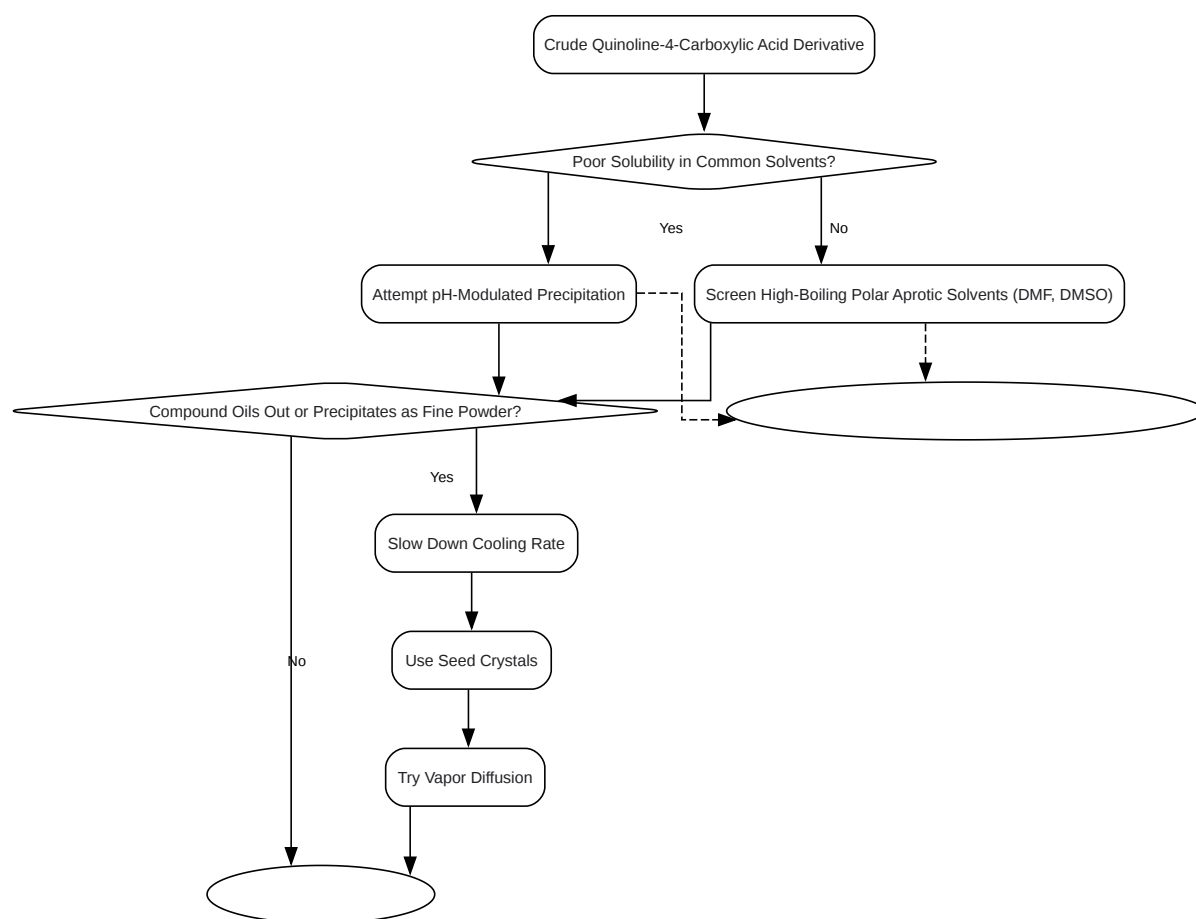 Crude Quinoline-4-Carboxylic Acid Derivative
Poor Solubility in Common Solvents?
Yes
No
Attempt pH-Modulated Precipitation
Screen High-Boiling Polar Aprotic Solvents (DMF, DMSO)
Compound Oils Out or Precipitates as Fine Powder?
Yes
Slow Down Cooling Rate
No
Use Seed Crystals
Try Vapor Diffusion